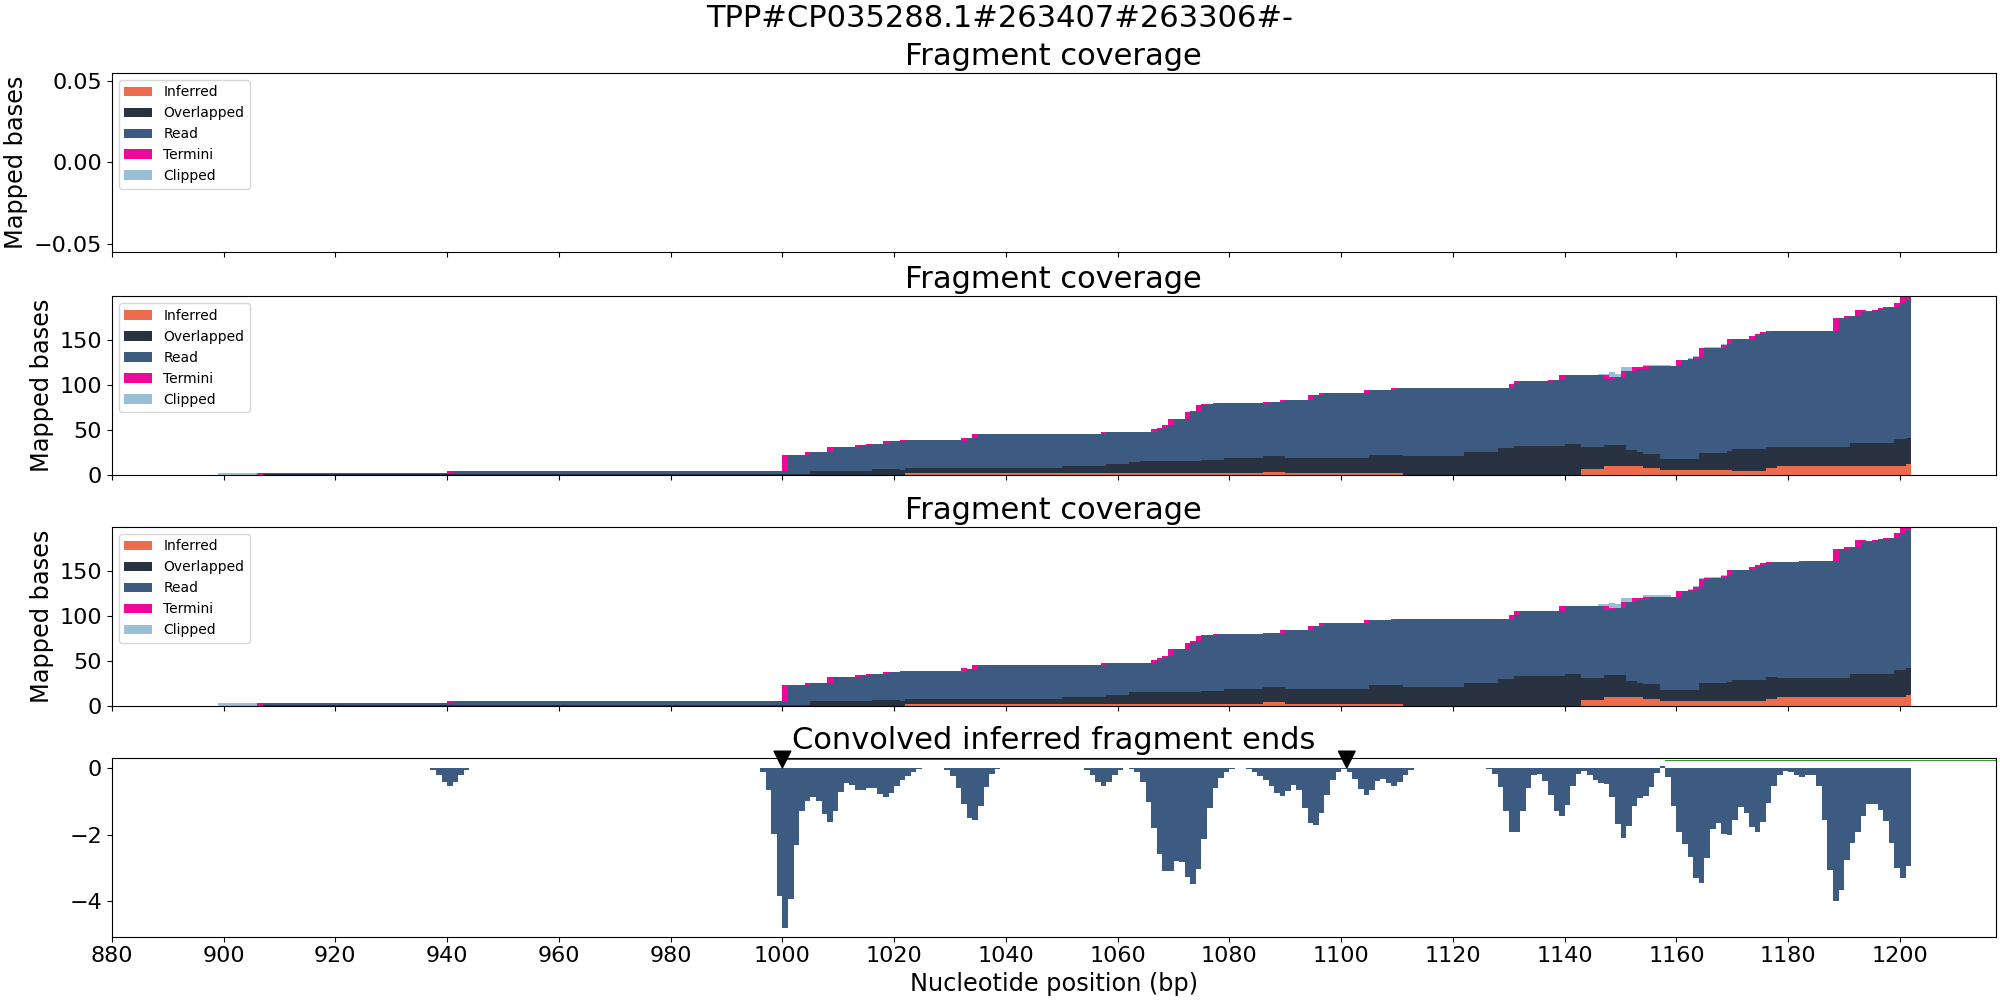 TPP#CP035288.1#263407#263306#-
Fragment coverage
Mapped bases
0.05
0.00
−0.05
Inferred
Overlapped
Read
Termini
Clipped
Fragment coverage
Mapped bases
150
100
50
0
Inferred
Overlapped
Read
Termini
Clipped
Fragment coverage
Mapped bases
150
100
50
0
Inferred
Overlapped
Read
Termini
Clipped
Convolved inferred fragment ends
0
−2
−4
880 900 920 940 960 980 1000 1020 1040 1060 1080 1100 1120 1140 1160 1180 1200
Nucleotide position (bp)